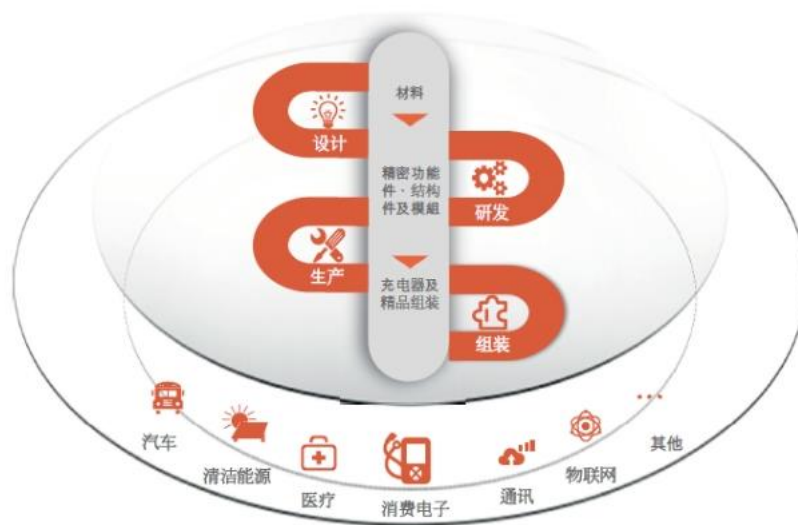 材料
设计
精密功能
件·结构
件及模組
研发
生产
充电器及
精品组装
组装
汽车
清洁能源
医疗
消费电子
通讯
物联网
...
其他